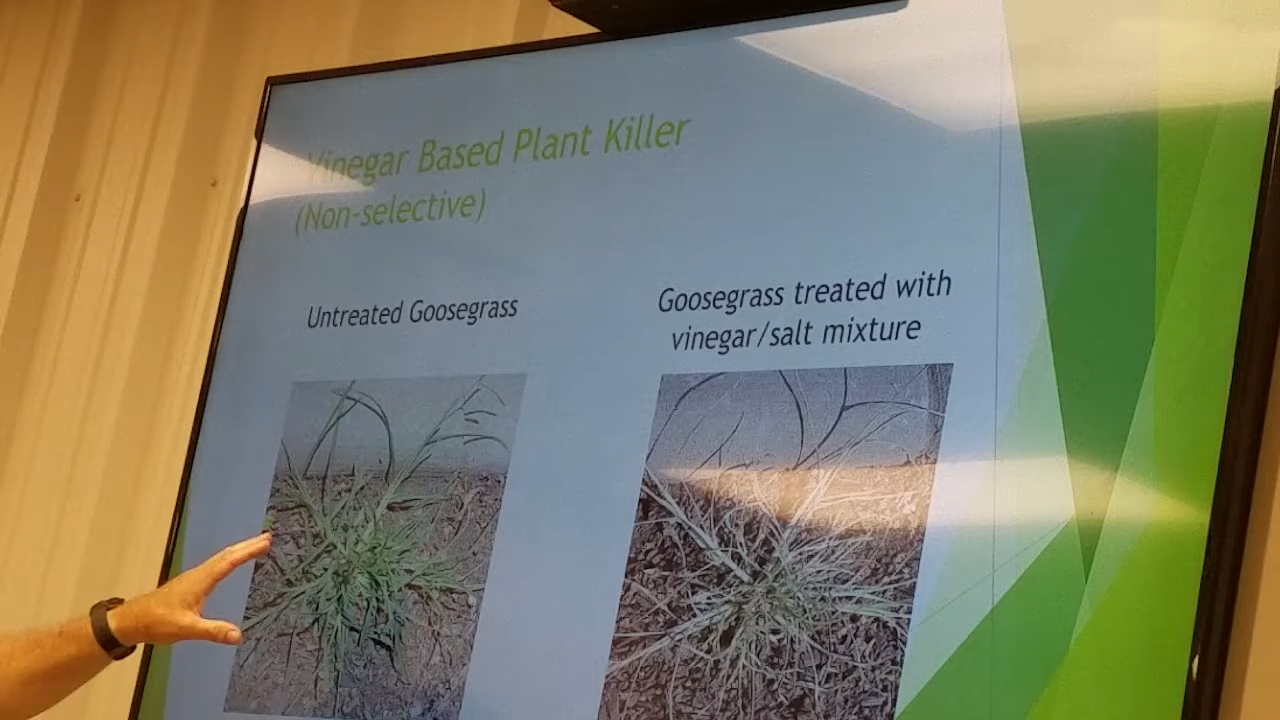 Vinegar Based Plant Killer
(Non-selective)
Untreated Goosegrass
Goosegrass treated with
vinegar/salt mixture